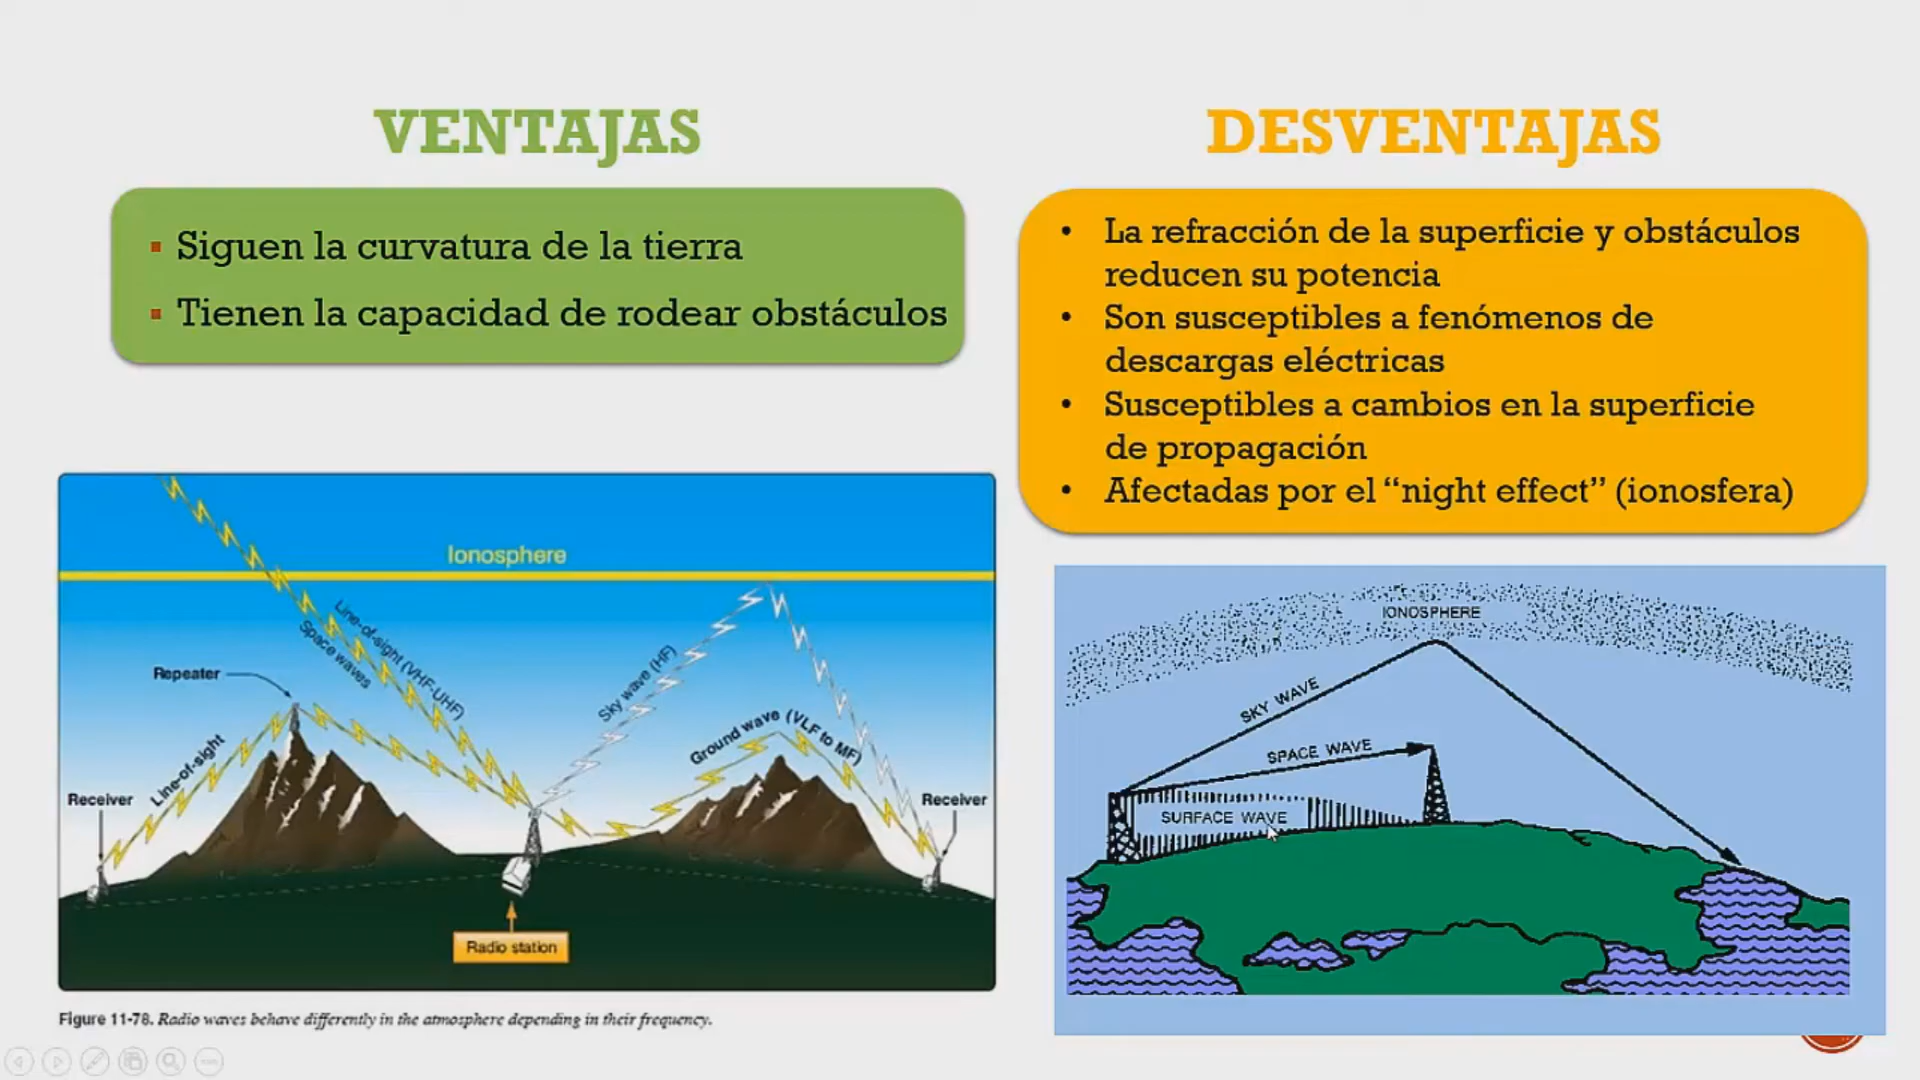 VENTAJAS
Siguen la curvatura de la tierra
Tienen la capacidad de rodear obstáculos
DESVENTAJAS
La refracción de la superficie y obstáculos
reducen su potencia
Son susceptibles a fenómenos de
descargas eléctricas
Susceptibles a cambios en la superficie
de propagación
Afectadas por el “night effect” (ionosfera)
Ionosphere
Line-of-sight (VHF-UHF)
Space waves
Repeater
Sky wave (HF)
Ground wave (VLF to MF)
Line-of-sight
Receiver
Receiver
Radio station
Figure 11-78. Radio waves behave differently in the atmosphere depending in their frequency.
IONOSPHERE
SKY WAVE
SPACE WAVE
SURFACE WAVE